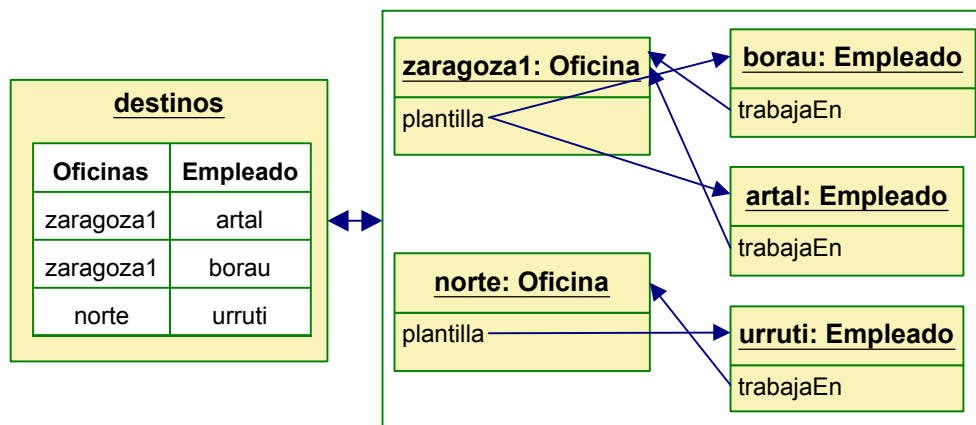 destinos
Oficinas Empleado
zaragoza1 artal
zaragoza1 borau
norte urruti
zaragoza1: Oficina
plantilla
norte: Oficina
plantilla
borau: Empleado
trabajaEn
artal: Empleado
trabajaEn
urruti: Empleado
trabajaEn